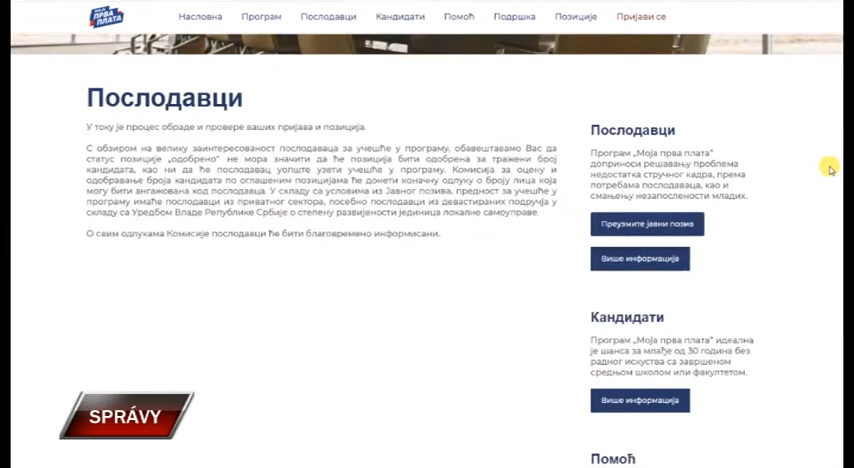 МОЈА
ПРВА
ПЛАТА
Насловна Програм Послодавци Кандидати Помоћ Подршка Позиције Пријави се
Послодавци
У току је процес обраде и провере ваших пријава и позиција.
С обзиром на велику заинтересованост послодаваца за учешће у програму, обавештавамо Вас да
статус позиције „одобрено" не мора значити да ће позиција бити одобрена за тражени број
кандидата, као ни да ће послодавац уопште узети учешће у програму. Комисија за оцену и
одобравање броја кандидата по оглашеним позицијама ће донети коначну одлуку о броју лица која
могу бити ангажована код послодавца. У складу са условима из Јавног позива, предност за учешће у
програму имаће послодавци из приватног сектора, посебно послодавци из девастираних подручја у
складу са Уредбом Владе Републике Србије о степену развијености јединица локалне самоуправе.
О свим одлукама Комисије послодавци ће бити благовремено информисани.
Послодавци
Програм „Моја прва плата"
доприноси решавању проблема
недостатка стручног кадра, према
потребама послодаваца, као и
смањењу незапослености младих.
Преузмите јавни позив
Више информација
Кандидати
Програм „Моја прва плата" идеална
је шанса за млађе од 30 година без
радног искуства са завршеном
средњом школом или факултетом.
Више информација
Помоћ
SPRÁVY